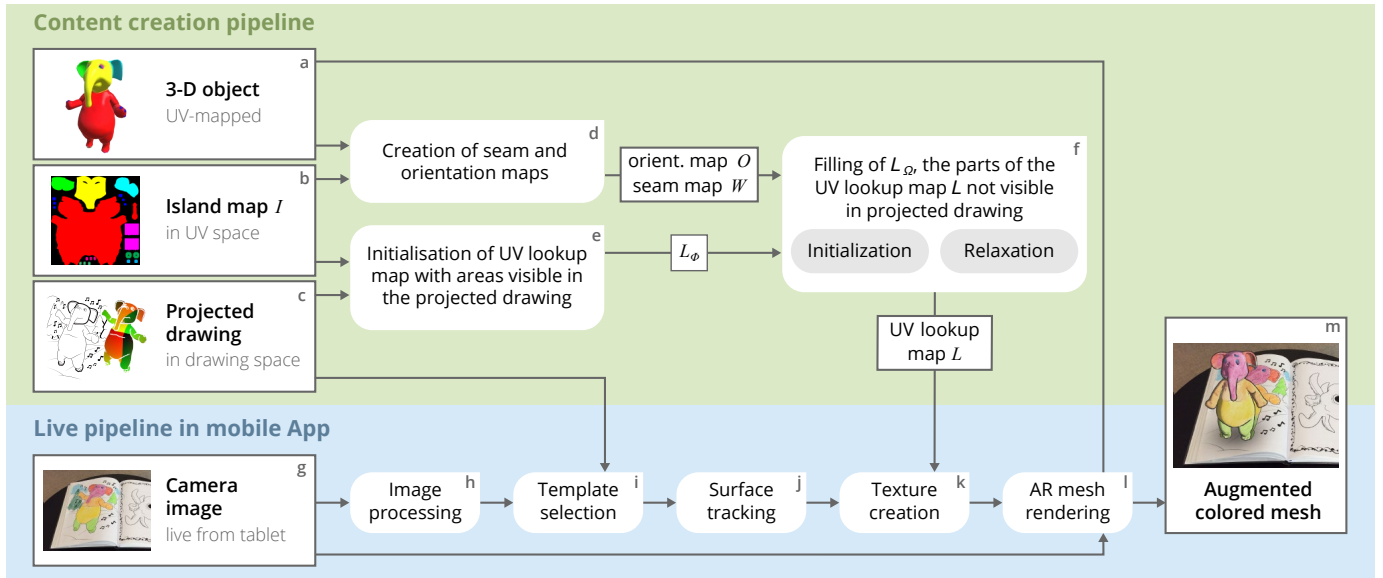 Content creation pipeline
a
3-D object
UV-mapped
b
Island map I
in UV space
c
Projected
drawing
in drawing space
d
Creation of seam and
orientation maps
e
Initialisation of UV lookup
map with areas visible in
the projected drawing
orient. map O
seam map W
L_Φ
f
Filling of L_Ω, the parts of the
UV lookup map L not visible
in projected drawing
Initialization
Relaxation
UV lookup
map L
Live pipeline in mobile App
g
Camera
image
live from tablet
h
Image
processing
i
Template
selection
j
Surface
tracking
k
Texture
creation
l
AR mesh
rendering
m
Augmented
colored mesh